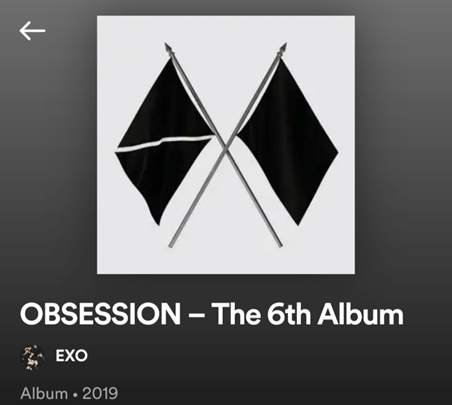 OBSESSION – The 6th Album
EXO
Album • 2019